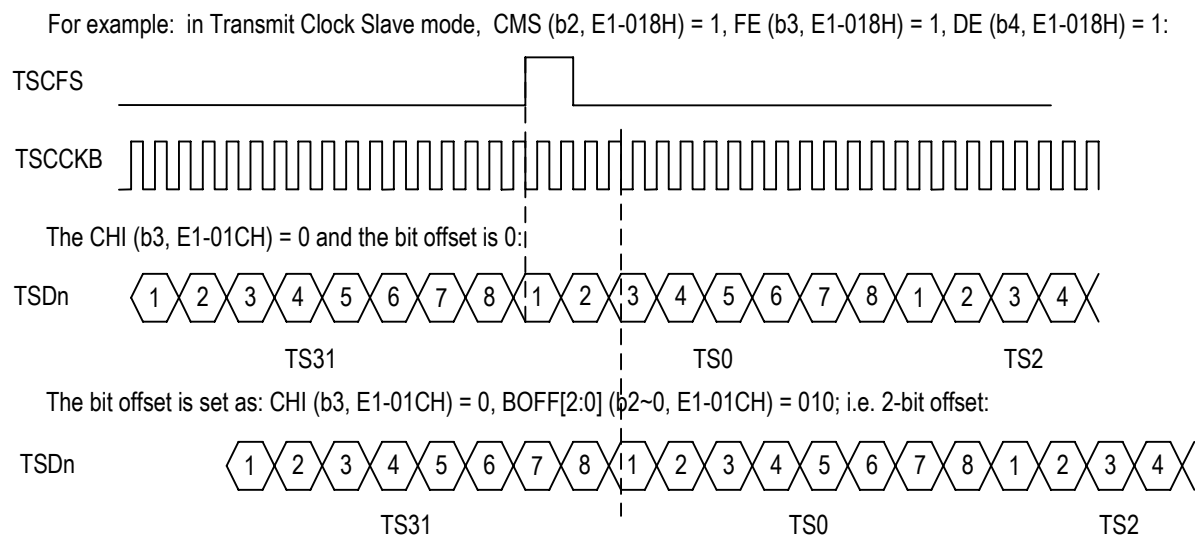 For example: in Transmit Clock Slave mode, CMS (b2, E1-018H) = 1, FE (b3, E1-018H) = 1, DE (b4, E1-018H) = 1:
TSCFS
TSCCKB
The CHI (b3, E1-01CH) = 0 and the bit offset is 0:
TSDn 1 2 3 4 5 6 7 8 1 2 3 4 5 6 7 8 1 2 3 4
TS31 TS0 TS2
The bit offset is set as: CHI (b3, E1-01CH) = 0, BOFF[2:0] (b2~0, E1-01CH) = 010; i.e. 2-bit offset:
TSDn 1 2 3 4 5 6 7 8 1 2 3 4 5 6 7 8 1 2 3 4
TS31 TS0 TS2